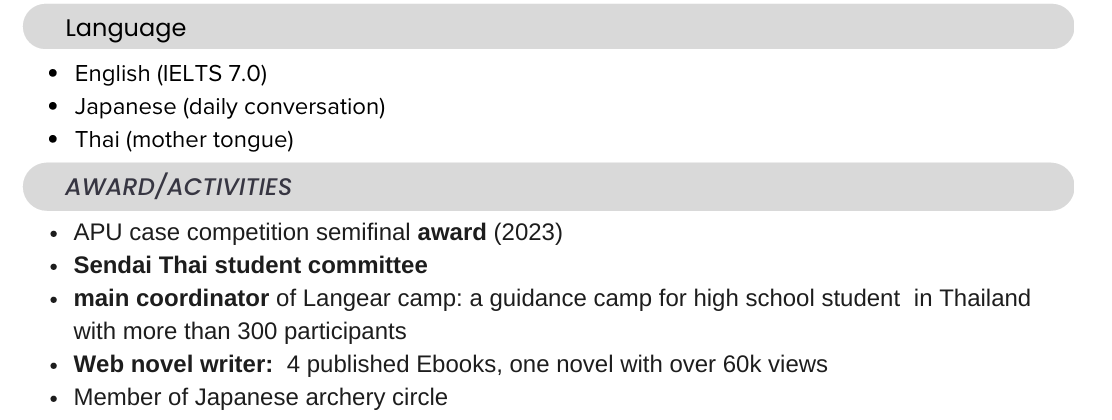 Language
• English (IELTS 7.0)
• Japanese (daily conversation)
• Thai (mother tongue)
AWARD/ACTIVITIES
• APU case competition semifinal award (2023)
• Sendai Thai student committee
• main coordinator of Langear camp: a guidance camp for high school student  in Thailand
with more than 300 participants
• Web novel writer:  4 published Ebooks, one novel with over 60k views
• Member of Japanese archery circle